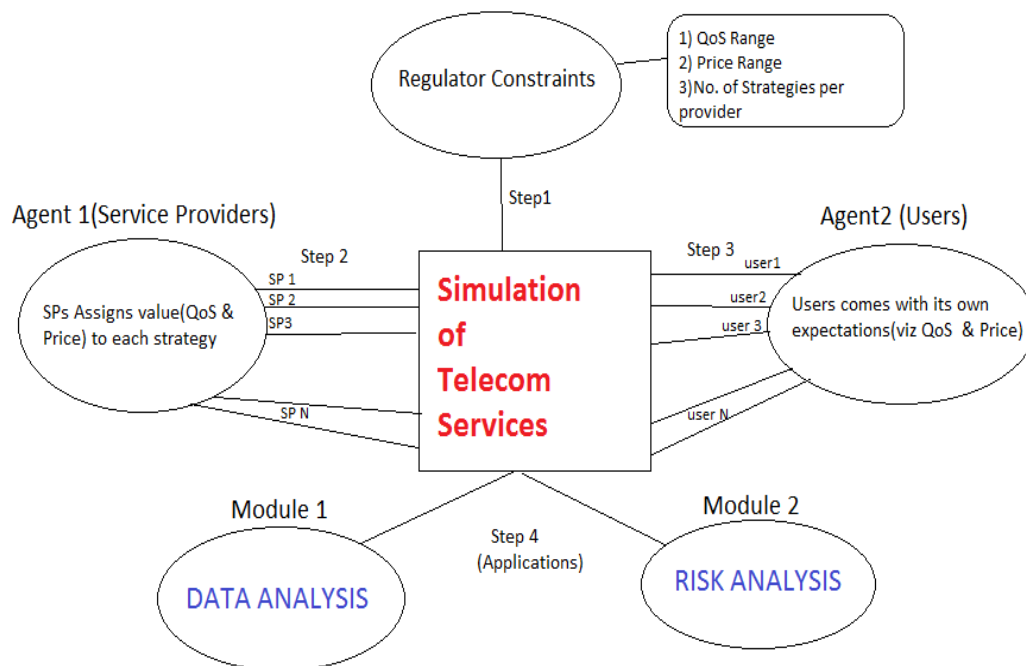 Regulator Constraints
1) QoS Range
2) Price Range
3)No. of Strategies per
provider
Step1
Agent 1(Service Providers)
Agent2 (Users)
Step 2
Step 3
SP 1
SP 2
SP3
SP N
SPs Assigns value(QoS &
Price) to each strategy
Simulation
of
Telecom
Services
user1
user2
user 3
user N
Users comes with its own
expectations(viz QoS & Price)
Module 1
Module 2
Step 4
(Applications)
DATA ANALYSIS
RISK ANALYSIS